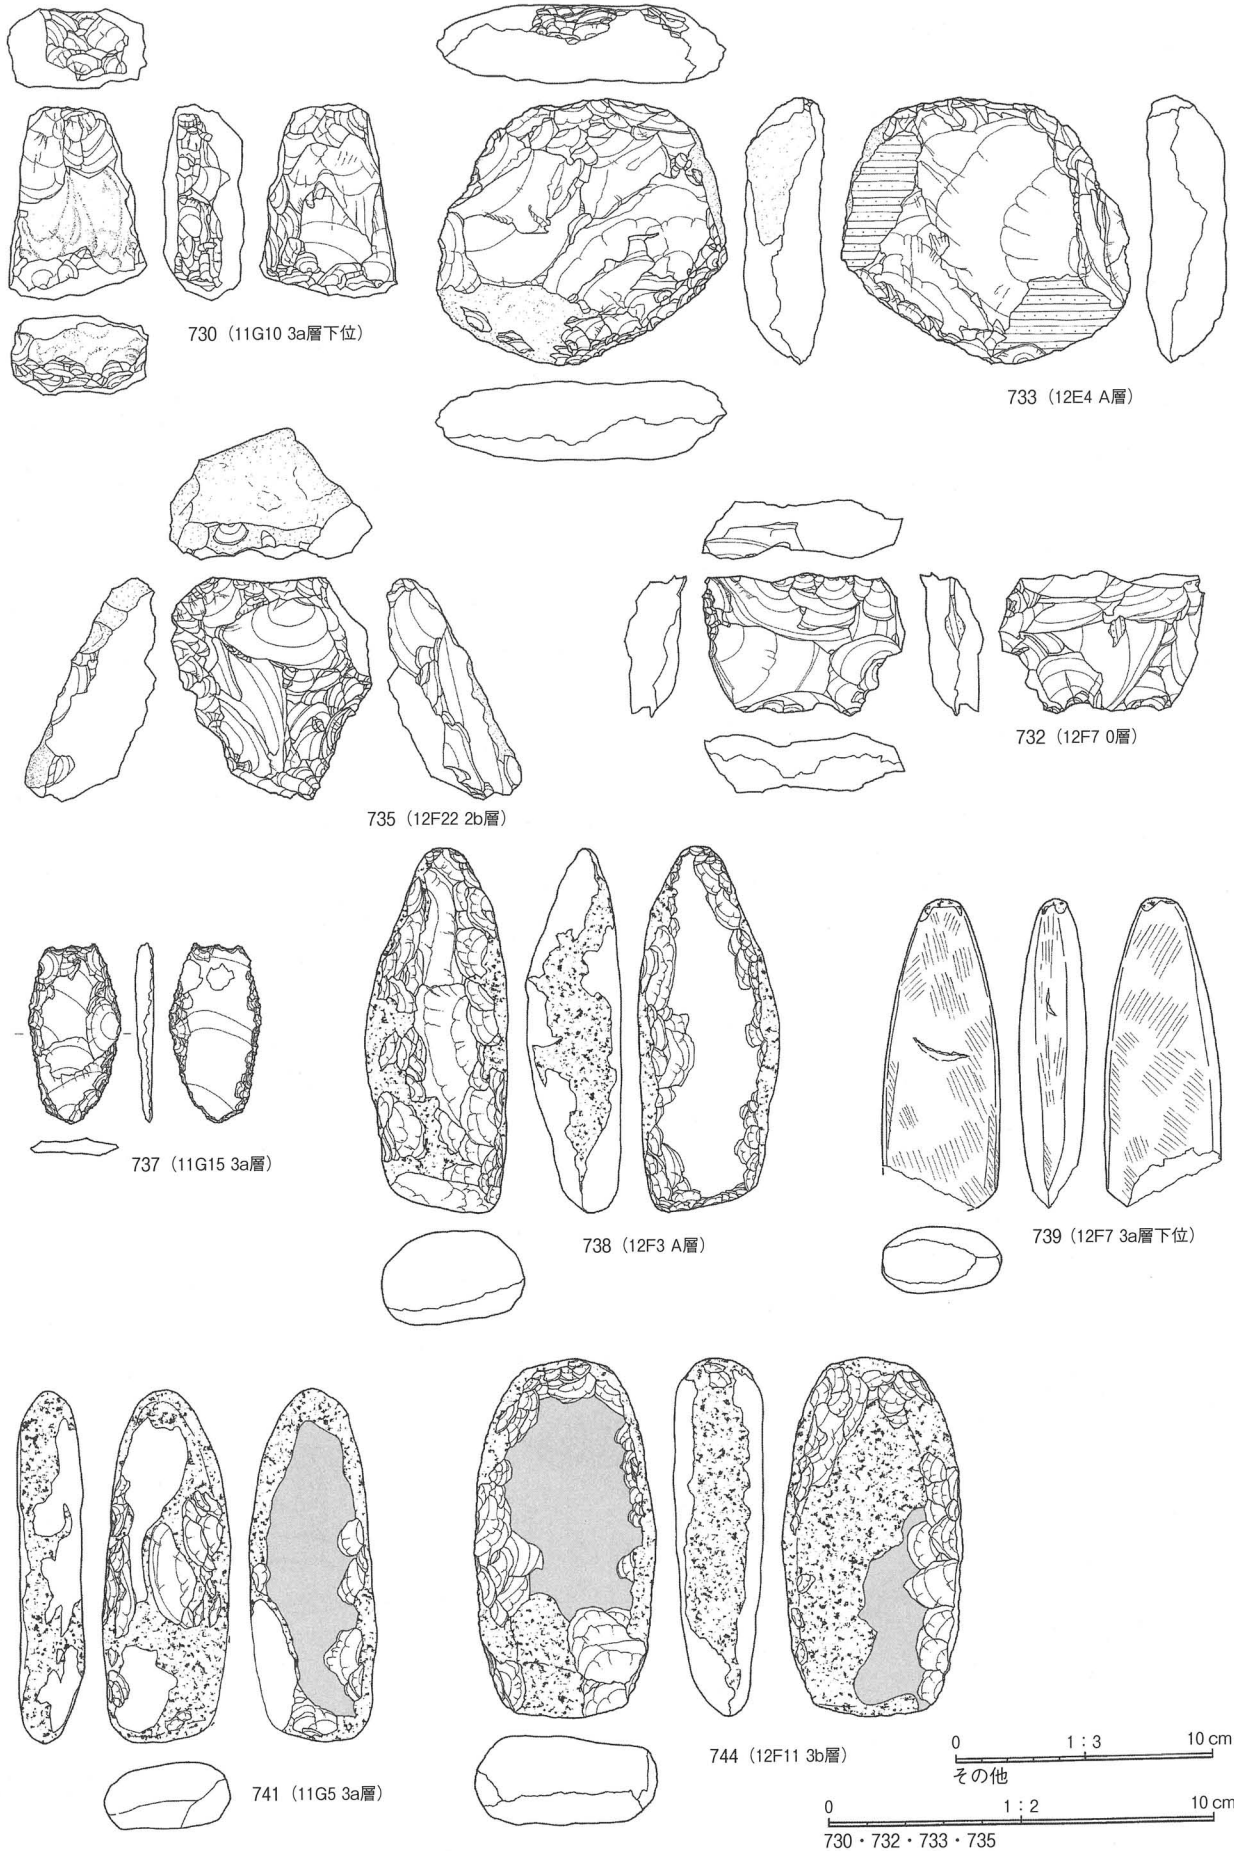 730（11G10 3a層下位）
733（12E4 A層）
732（12F7 0層）
735（12F22 2b層）
737（11G15 3a層）
738（12F3 A層）
739（12F7 3a層下位）
744（12F11 3b層）
741（11G5 3a層）
0 1：3 10 cm
その他
0 1：2 10 cm
730・732・733・735